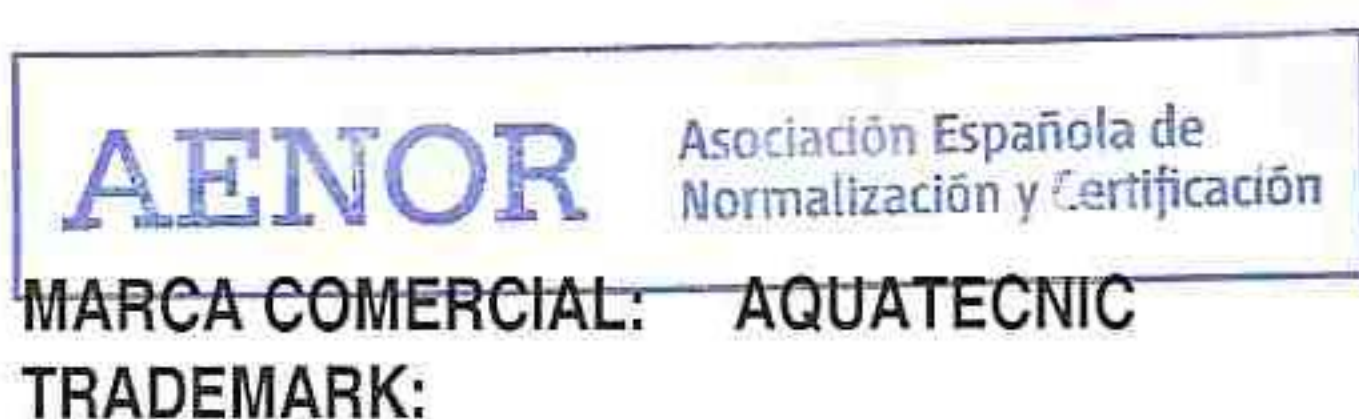 AENOR
Asociación Española de
Normalización y Certificación
MARCA COMERCIAL: AQUATECNIC
TRADEMARK: